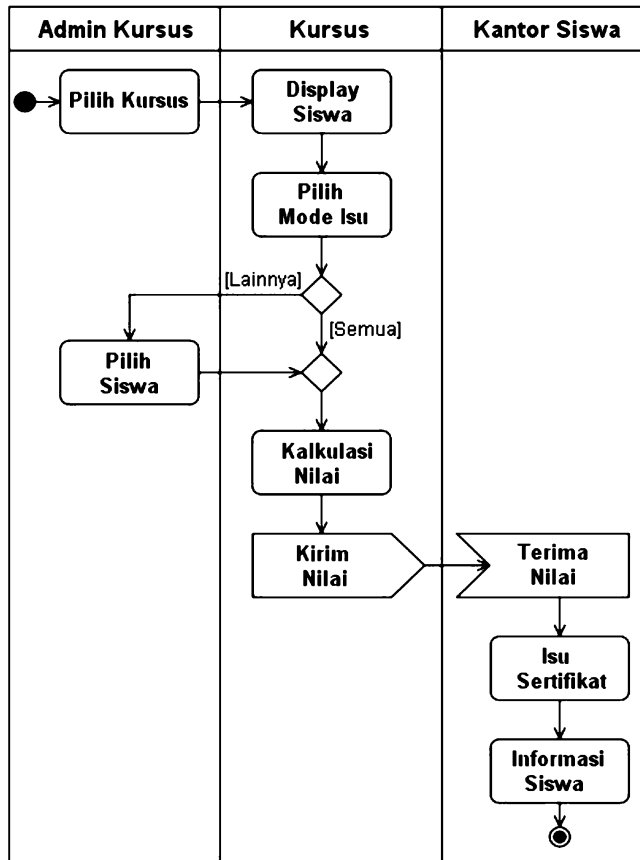 Admin Kursus
Kursus
Kantor Siswa
Pilih Kursus
Display
Siswa
Pilih
Mode Isu
[Lainnya]
[Semua]
Pilih
Siswa
Kalkulasi
Nilai
Kirim
Nilai
Terima
Nilai
Isu
Sertifikat
Informasi
Siswa